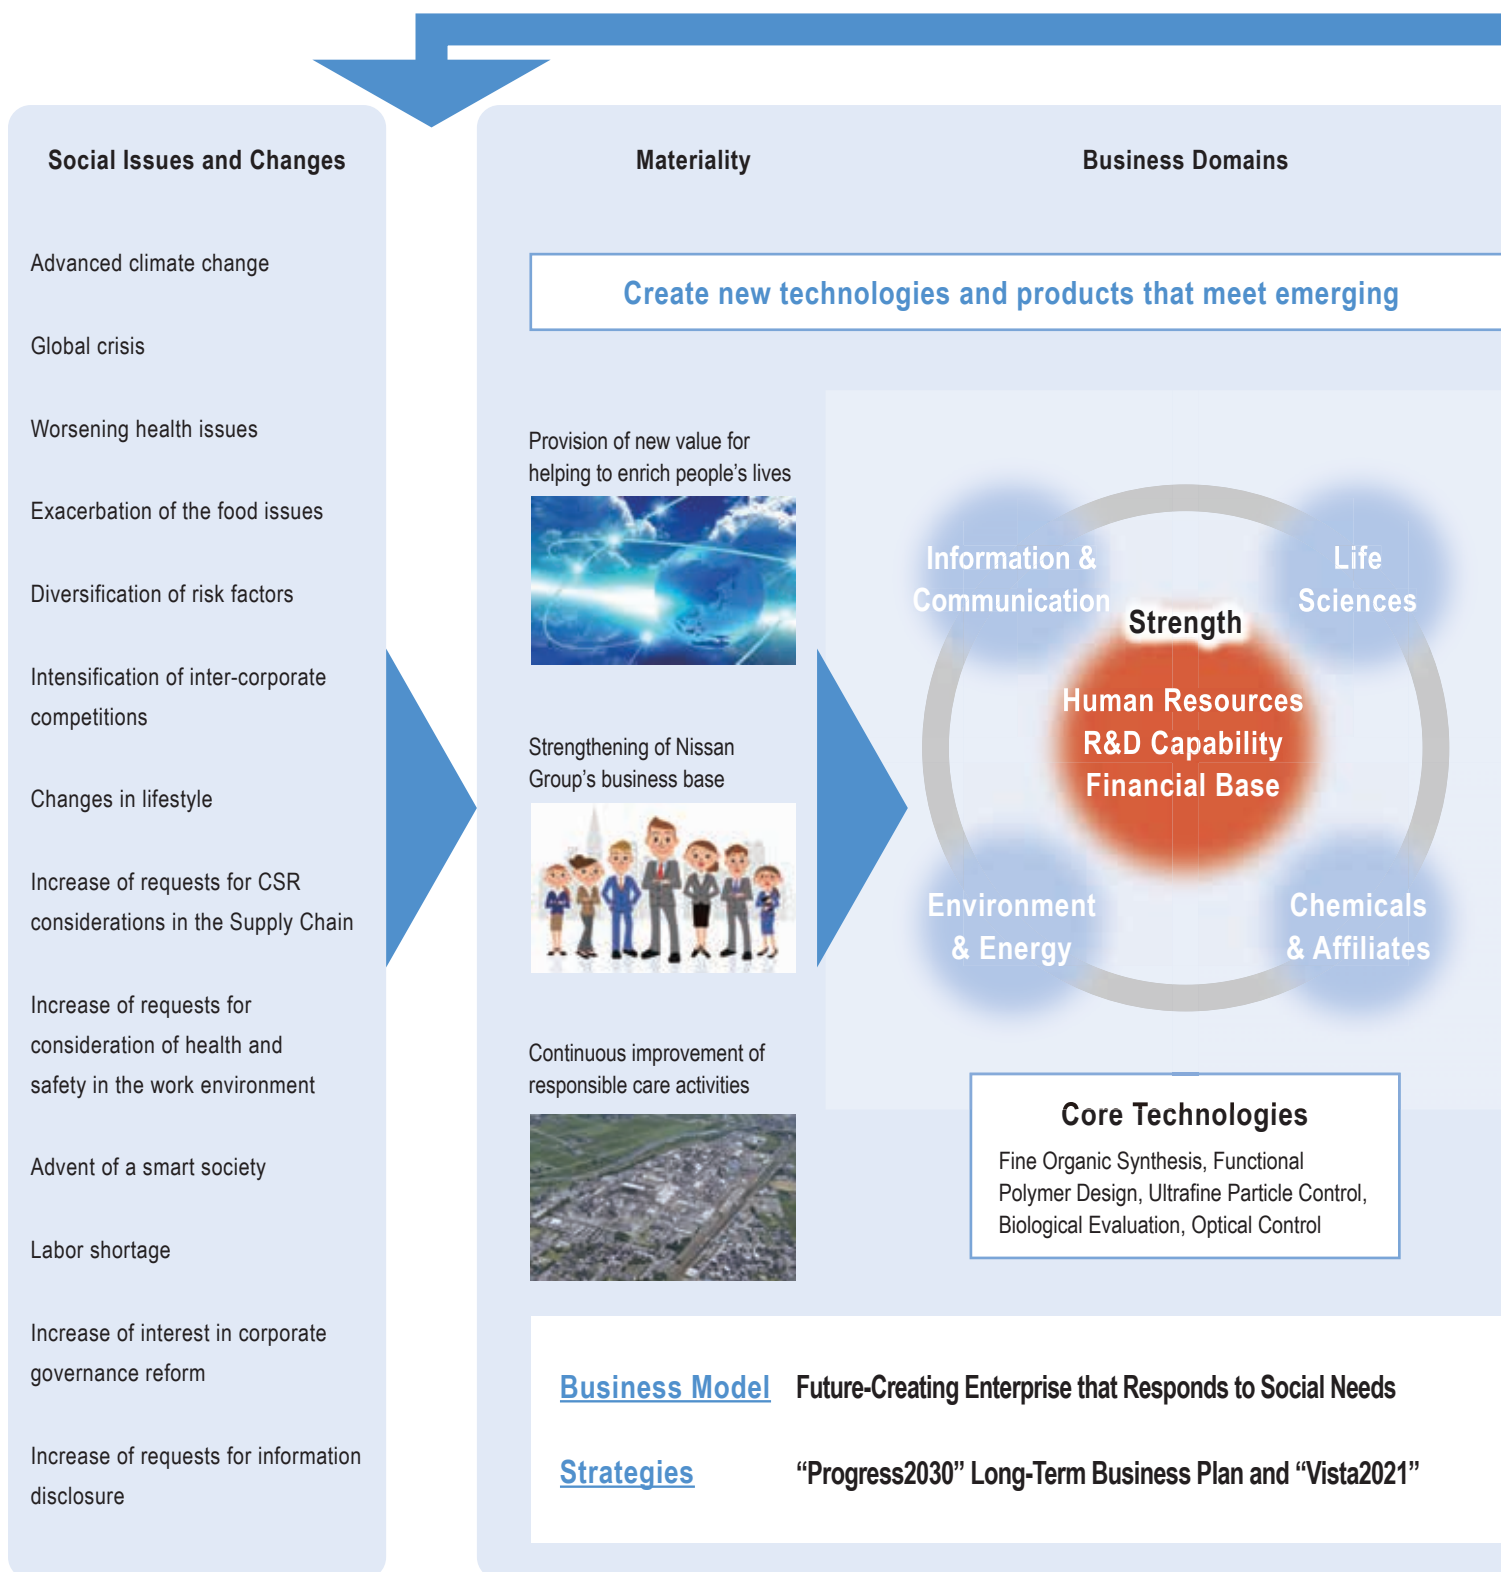 Social Issues and Changes
Advanced climate change
Global crisis
Worsening health issues
Exacerbation of the food issues
Diversification of risk factors
Intensification of inter-corporate
competitions
Changes in lifestyle
Increase of requests for CSR
considerations in the Supply Chain
Increase of requests for
consideration of health and
safety in the work environment
Advent of a smart society
Labor shortage
Increase of interest in corporate
governance reform
Increase of requests for information
disclosure
Materiality
Business Domains
Create new technologies and products that meet emerging
Provision of new value for
helping to enrich people’s lives
Strengthening of Nissan
Group’s business base
Continuous improvement of
responsible care activities
Information &
Communication
Life
Sciences
Strength
Human Resources
R&D Capability
Financial Base
Environment
& Energy
Chemicals
& Affiliates
Core Technologies
Fine Organic Synthesis, Functional
Polymer Design, Ultrafine Particle Control,
Biological Evaluation, Optical Control
Business Model Future-Creating Enterprise that Responds to Social Needs
Strategies “Progress2030” Long-Term Business Plan and “Vista2021”